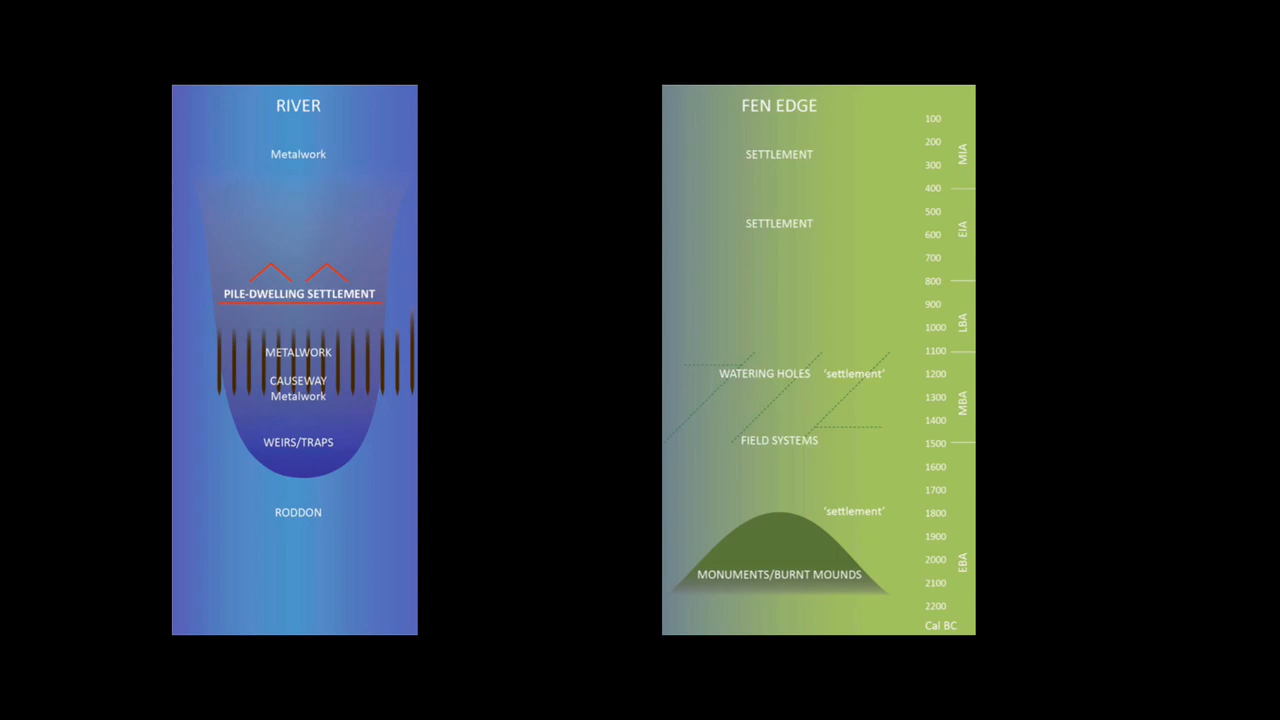 RIVER
Metalwork
PILE-DWELLING SETTLEMENT
METALWORK
CAUSEWAY
Metalwork
WEIRS/TRAPS
RODDON
FEN EDGE
SETTLEMENT
SETTLEMENT
WATERING HOLES 'settlement'
FIELD SYSTEMS
'settlement'
MONUMENTS/BURNT MOUNDS
100
200
300
400
500
600
700
800
900
1000
1100
1200
1300
1400
1500
1600
1700
1800
1900
2000
2100
2200
Cal BC
MIA
EIA
LBA
MBA
EBA